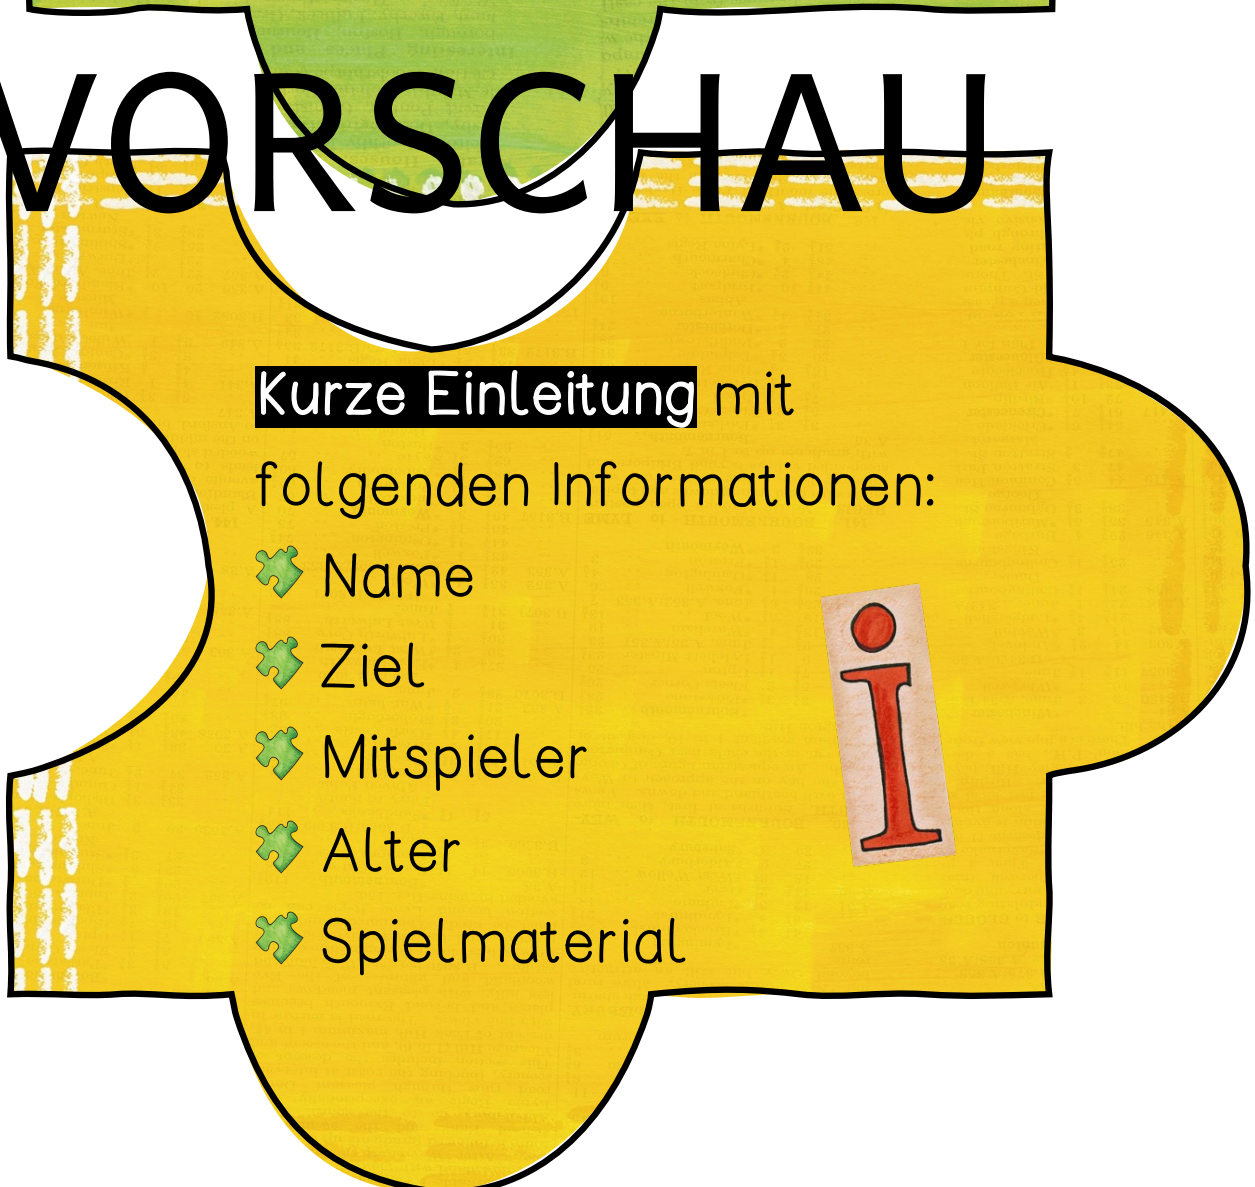 VORSCHAU
Kurze Einleitung mit
folgenden Informationen:
Name
Ziel
Mitspieler
Alter
Spielmaterial
i